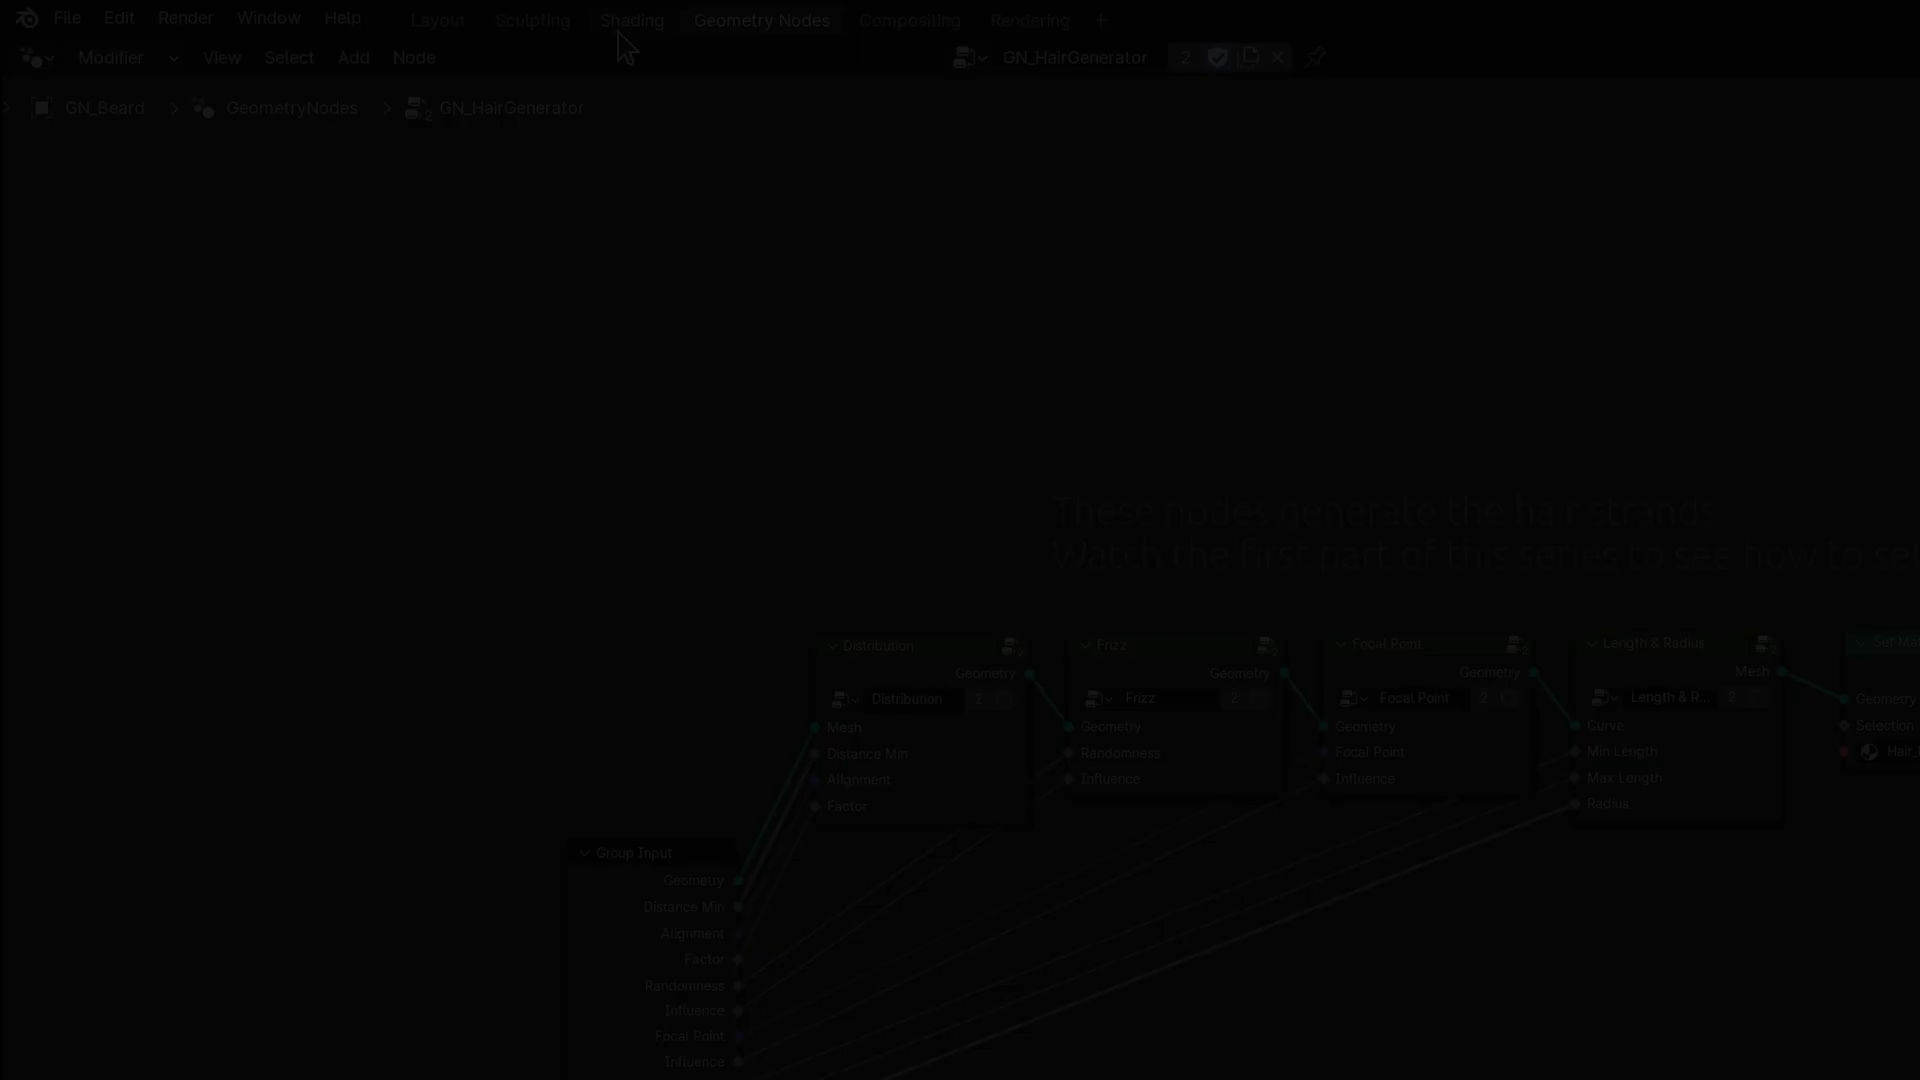 File Edit Render Window Help Layout Sculpting Shading Geometry Nodes Compositing Rendering +
Modifier View Select Add Node GN_HairGenerator 2
GN_Beard > GeometryNodes > GN_HairGenerator
These nodes generate the hair strands.
Watch the first part of this series to see how to set
Distribution
Geometry
Distribution 2
Mesh
Distance Min
Alignment
Factor
Frizz
Geometry
Frizz 2
Geometry
Randomness
Influence
Focal Point
Geometry
Focal Point 2
Geometry
Focal Point
Influence
Length & Radius
Mesh
Length & R... 2
Curve
Min Length
Max Length
Radius
Set Ma
Geometry
Selection
Hair_
Group Input
Geometry
Distance Min
Alignment
Factor
Randomness
Influence
Focal Point
Influence